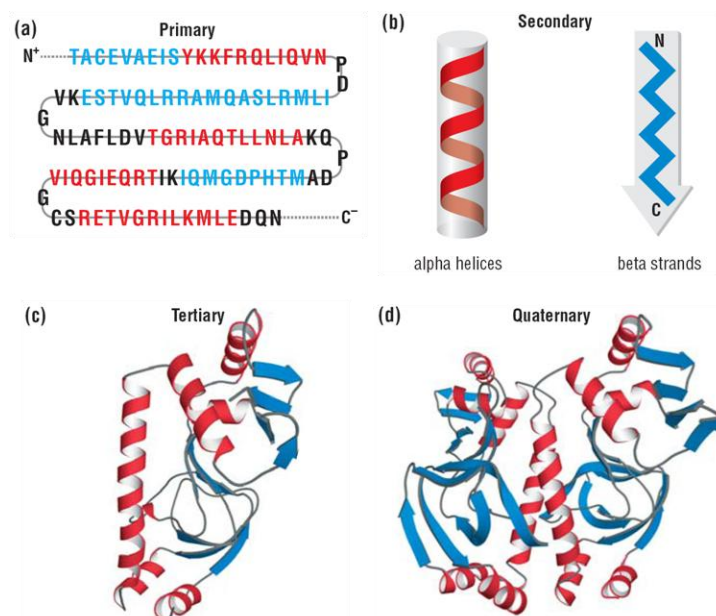 (a) Primary
N+ TACEVAEISYKKFRQLIQVN
P
D
VKESTVQLRRAMQASLRMLI
G
NLAFLDVTGRIAQTLLNLAKQ
P
VIQGIEQRTIKIQMGDPHTMAD
G
CSRETVGRILKMLEDQN C−
(b) Secondary
N
C
alpha helices beta strands
(c) Tertiary
(d) Quaternary